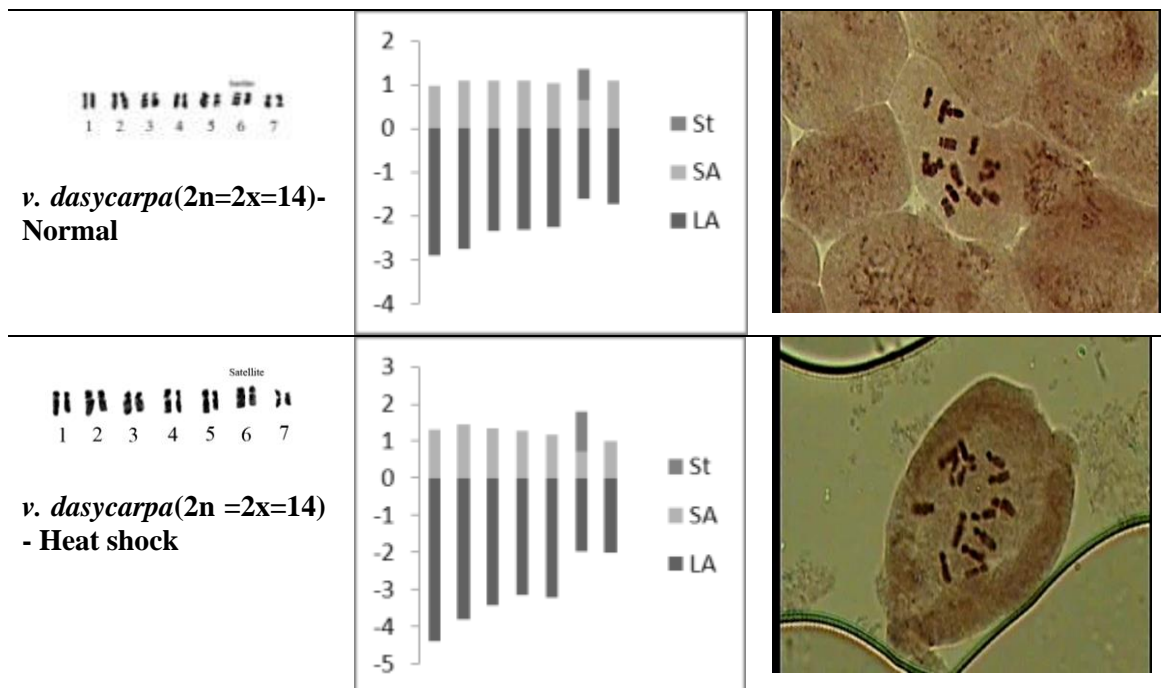 Satellite
1 2 3 4 5 6 7
v. dasycarpa(2n=2x=14)-
Normal
2
1
0
-1
-2
-3
-4
St
SA
LA
Satellite
1 2 3 4 5 6 7
v. dasycarpa(2n =2x=14)
- Heat shock
3
2
1
0
-1
-2
-3
-4
-5
St
SA
LA